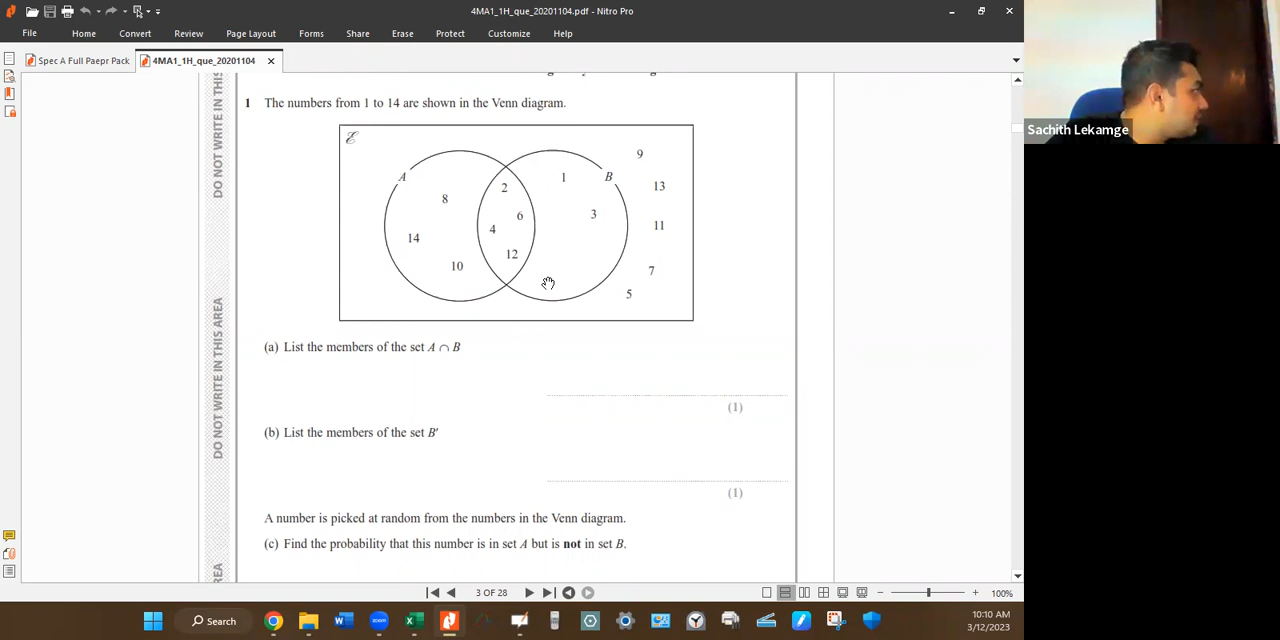 4MA1_1H_que_20201104.pdf - Nitro Pro
File Home Convert Review Page Layout Forms Share Erase Protect Customize Help
Spec A Full Paepr Pack
4MA1_1H_que_20201104
DO NOT WRITE IN THIS
1 The numbers from 1 to 14 are shown in the Venn diagram.
ℰ
A
B
9
1
13
2
8
6
3
4
11
14
12
10
7
5
(a) List the members of the set A ∩ B
(1)
DO NOT WRITE IN THIS AREA
(b) List the members of the set B′
(1)
A number is picked at random from the numbers in the Venn diagram.
(c) Find the probability that this number is in set A but is not in set B.
REA
3 OF 28
100%
Search
10:10 AM
3/12/2023
Sachith Lekamge